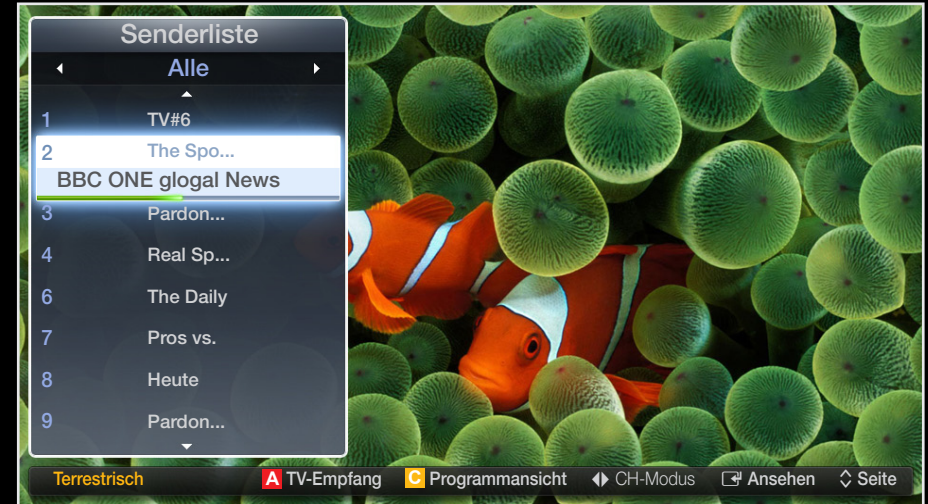 Senderliste
Alle
1 TV#6
2 The Spo...
BBC ONE glogal News
3 Pardon...
4 Real Sp...
6 The Daily
7 Pros vs.
8 Heute
9 Pardon...
Terrestrisch A TV-Empfang C Programmansicht CH-Modus Ansehen Seite